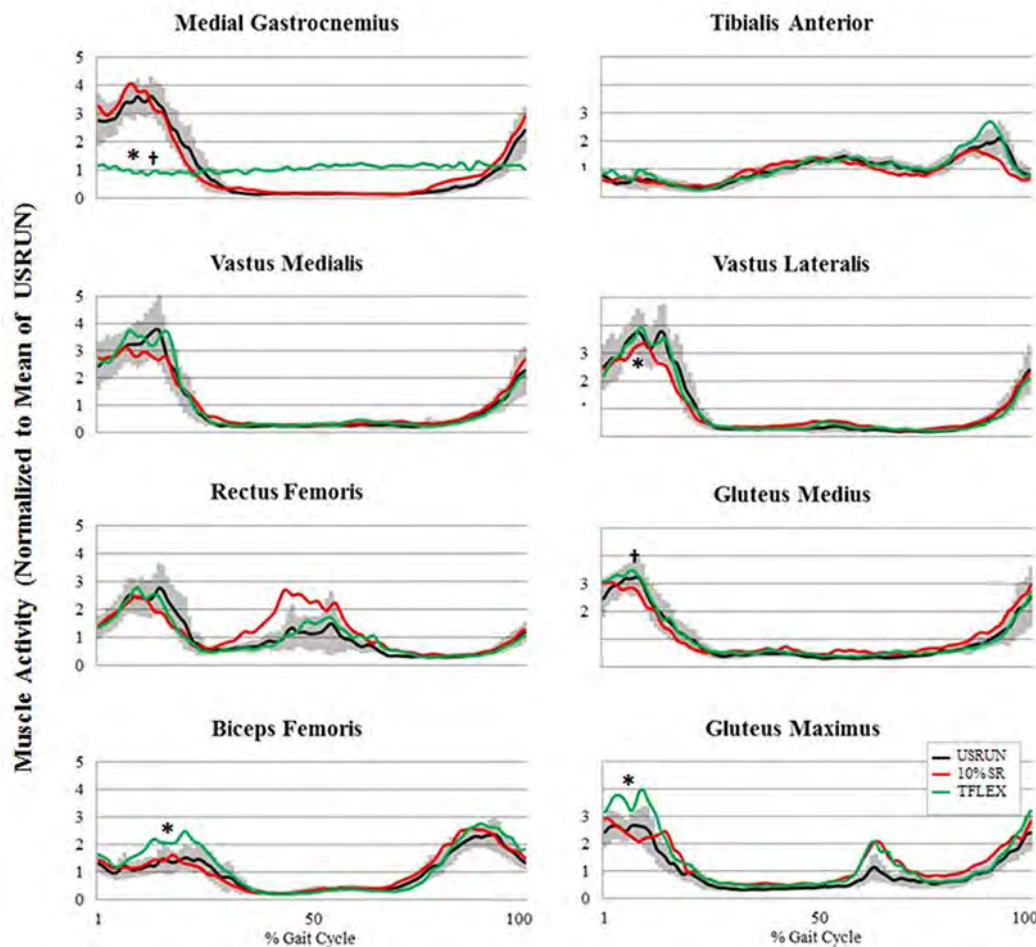 Muscle Activity (Normalized to Mean of USRUN)
Medial Gastrocnemius
5
4
3
2
1
0
* †
Tibialis Anterior
3
2
1
Vastus Medialis
5
4
3
2
1
0
Vastus Lateralis
3
2
*
Rectus Femoris
5
4
3
2
1
0
Gluteus Medius
3
2
†
Biceps Femoris
5
4
3
2
1
0
*
1 50 100
% Gait Cycle
Gluteus Maximus
3
2
1
0
*
USRUN
10%SR
TFLEX
1 50 100
% Gait Cycle